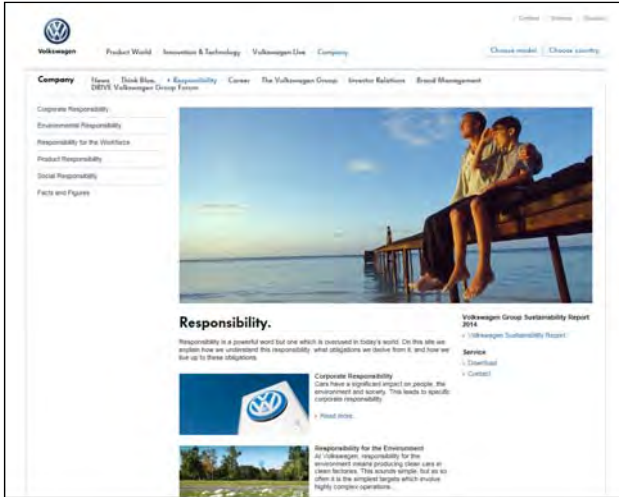 Contact Sitemap
Volkswagen
Product World Innovation & Technology Volkswagen Live Company
Choose model Choose country
Company
News Think Blue. Responsibility Career The Volkswagen Group Investor Relations Brand Management
DRIVE Volkswagen Group Forum
Corporate Responsibility
Environmental Responsibility
Responsibility for the Workforce
Product Responsibility
Social Responsibility
Facts and Figures
Responsibility.
Responsibility is a powerful word but one which is overused in today's world. On this site we
explain how we understand this responsibility, what obligations we derive from it, and how we
live up to these obligations.
Volkswagen Group Sustainability Report
2014
Volkswagen Sustainability Report
Service
Download
Contact
Corporate Responsibility
Cars have a significant impact on people, the
environment and society. This leads to specific
corporate responsibility.
Read more
Responsibility for the Environment
At Volkswagen, responsibility for the
environment means producing clean cars in
clean factories. This sounds simple, but as so
often it is the simplest targets which involve
highly complex operations...